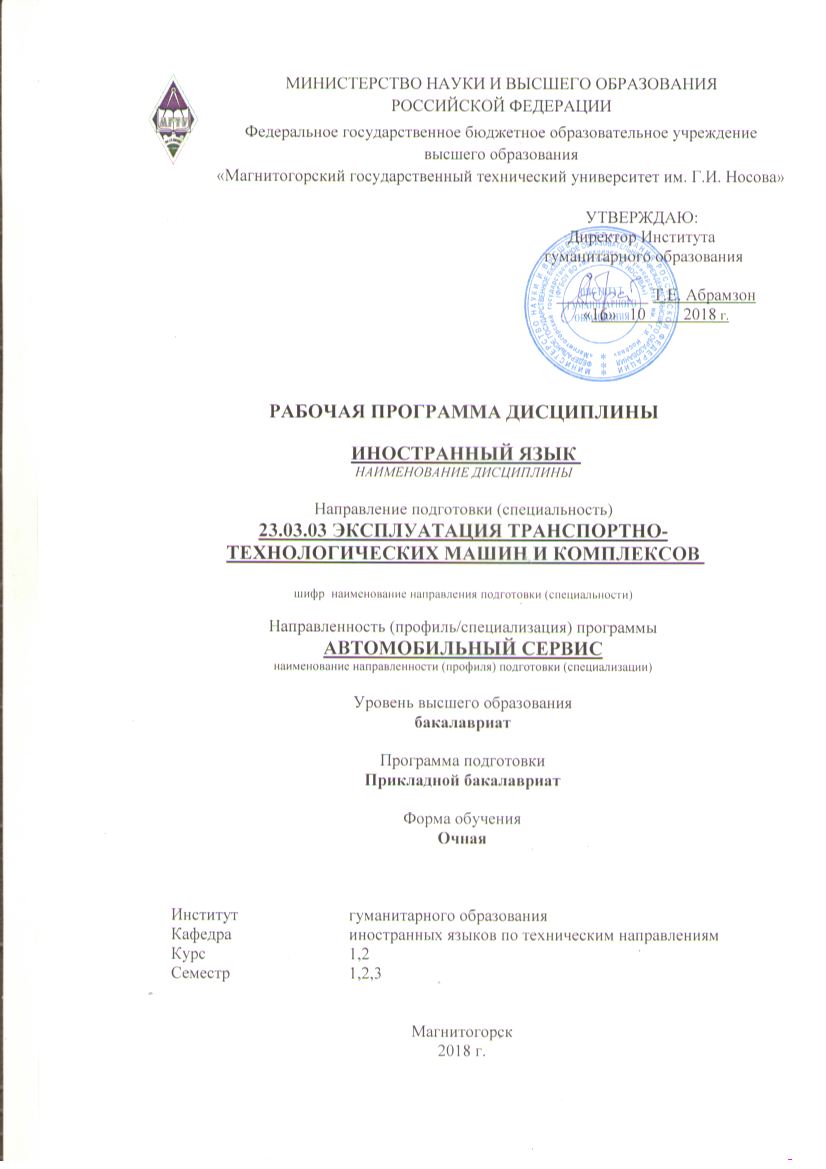 МИНИСТЕРСТВО НАУКИ И ВЫСШЕГО ОБРАЗОВАНИЯ
РОССИЙСКОЙ ФЕДЕРАЦИИ
Федеральное государственное бюджетное образовательное учреждение
высшего образования
«Магнитогорский государственный технический университет им. Г.И. Носова»
МГТУ
УТВЕРЖДАЮ:
Директор Института
гуманитарного образования
Т.Е. Абрамзон
«16» 10 2018 г.
ИНСТИТУТ
ГУМАНИТАРНОГО
ОБРАЗОВАНИЯ
РАБОЧАЯ ПРОГРАММА ДИСЦИПЛИНЫ
ИНОСТРАННЫЙ ЯЗЫК
НАИМЕНОВАНИЕ ДИСЦИПЛИНЫ
Направление подготовки (специальность)
23.03.03 ЭКСПЛУАТАЦИЯ ТРАНСПОРТНО-
ТЕХНОЛОГИЧЕСКИХ МАШИН И КОМПЛЕКСОВ
шифр наименование направления подготовки (специальности)
Направленность (профиль/специализация) программы
АВТОМОБИЛЬНЫЙ СЕРВИС
наименование направленности (профиля) подготовки (специализации)
Уровень высшего образования
бакалавриат
Программа подготовки
Прикладной бакалавриат
Форма обучения
Очная
Институт гуманитарного образования
Кафедра иностранных языков по техническим направлениям
Курс 1,2
Семестр 1,2,3
Магнитогорск
2018 г.